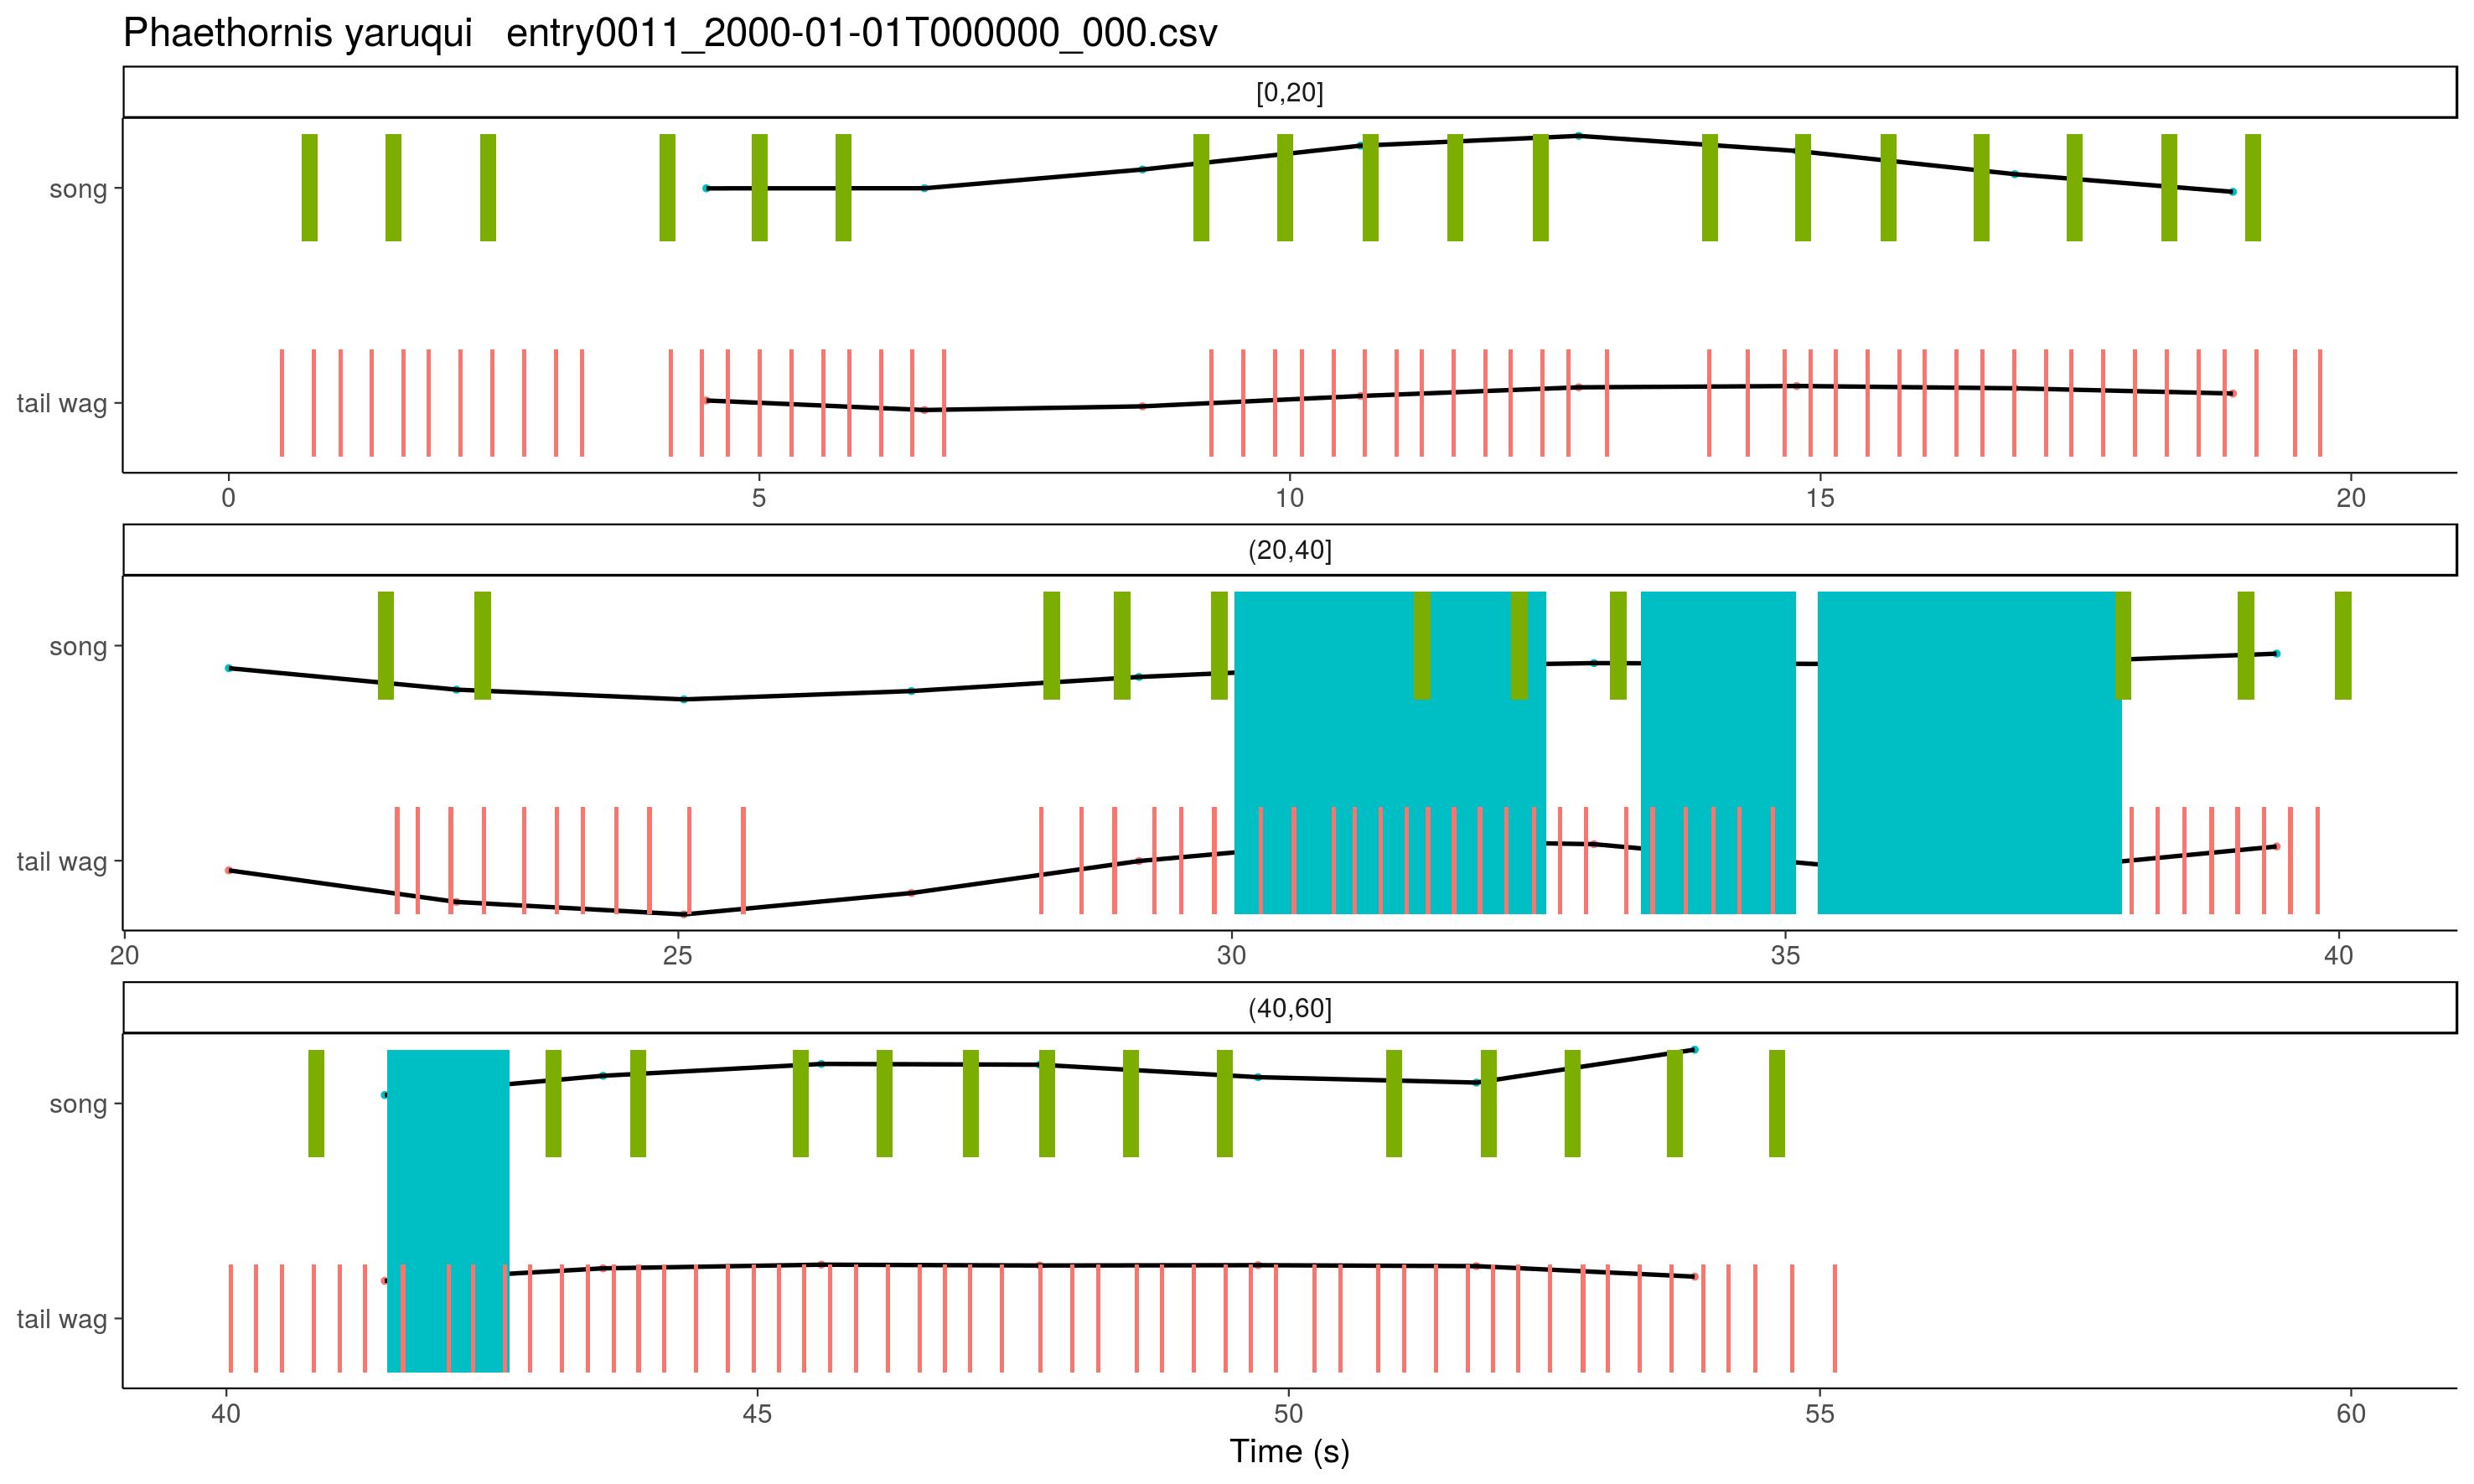 Phaethornis yaruqui   entry0011_2000-01-01T000000_000.csv
[0,20]
song
tail wag
0 5 10 15 20
(20,40]
song
tail wag
20 25 30 35 40
(40,60]
song
tail wag
40 45 50 55 60
Time (s)